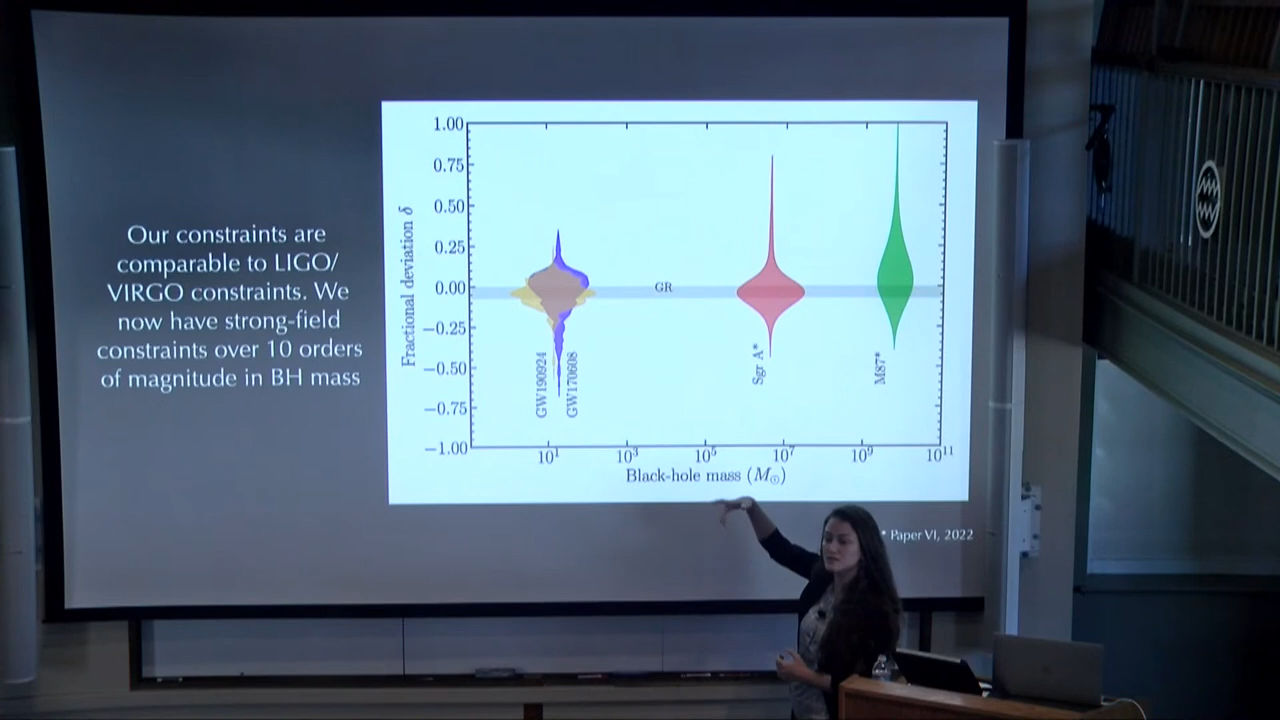 Our constraints are
comparable to LIGO/
VIRGO constraints. We
now have strong-field
constraints over 10 orders
of magnitude in BH mass
1.00
0.75
0.50
0.25
0.00
−0.25
−0.50
−0.75
−1.00
Fractional deviation δ
GR
GW190924
GW170608
Sgr A*
M87*
10¹
10³
10⁵
10⁷
10⁹
10¹¹
Black-hole mass (M☉)
* Paper VI, 2022